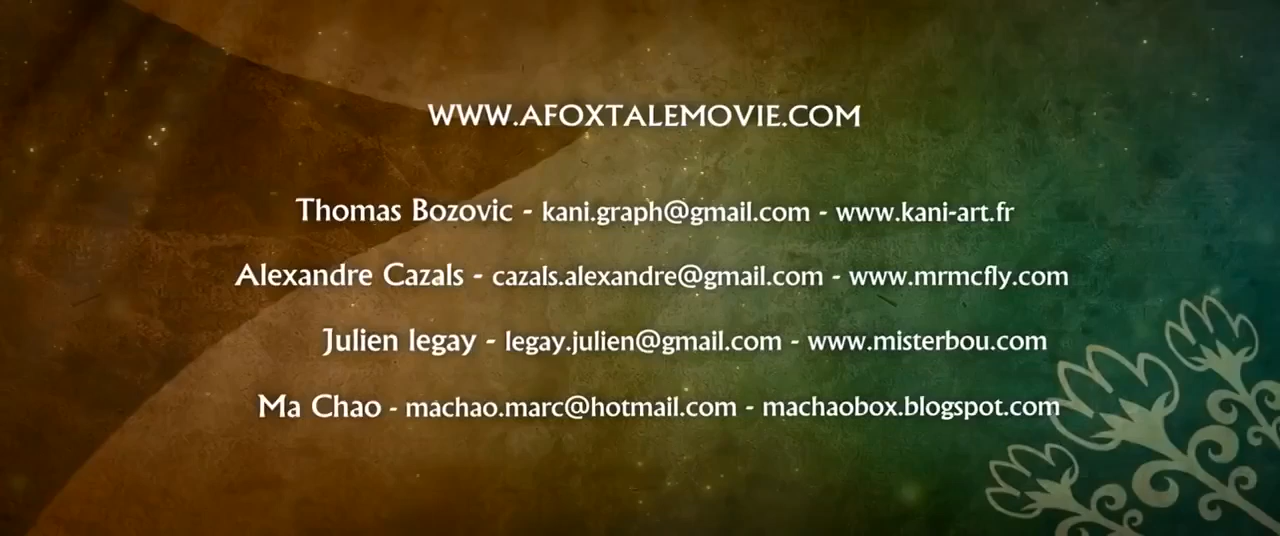 WWW.AFOXTALEMOVIE.COM
Thomas Bozovic - kani.graph@gmail.com - www.kani-art.fr
Alexandre Cazals - cazals.alexandre@gmail.com - www.mrmcfly.com
Julien legay - legay.julien@gmail.com - www.misterbou.com
Ma Chao - machao.marc@hotmail.com - machaobox.blogspot.com